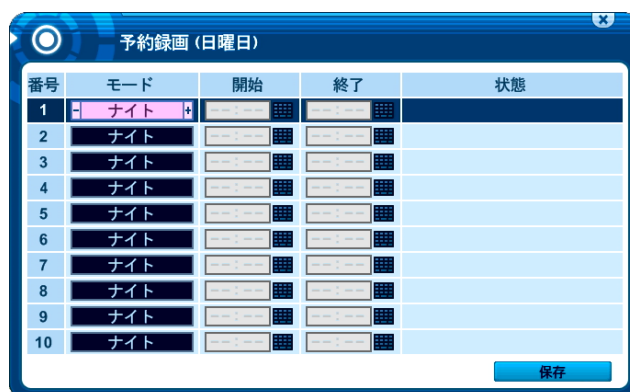 予約録画 (日曜日)
番号 モード 開始 終了 状態
1 - ナイト + --:-- --:--
2 ナイト --:-- --:--
3 ナイト --:-- --:--
4 ナイト --:-- --:--
5 ナイト --:-- --:--
6 ナイト --:-- --:--
7 ナイト --:-- --:--
8 ナイト --:-- --:--
9 ナイト --:-- --:--
10 ナイト --:-- --:--
保存